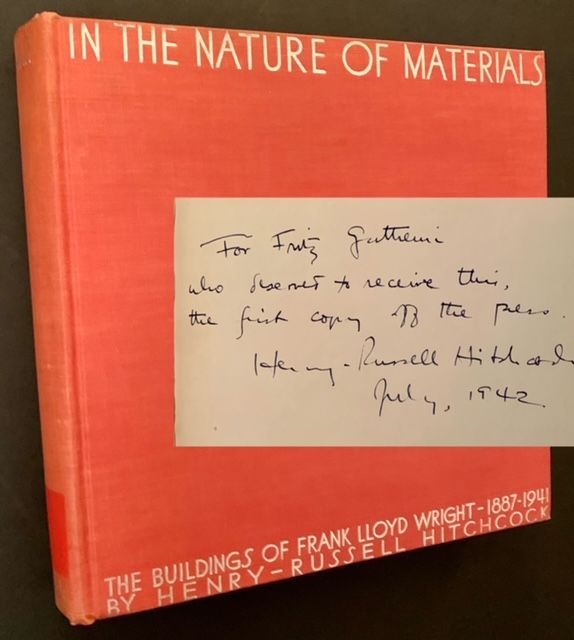 IN THE NATURE OF MATERIALS
For Fritz
who deserves to receive this,
the first copy off the press.
Henry-Russell Hitchcock
July, 1942.
THE BUILDINGS OF FRANK LLOYD WRIGHT-1887-1941
BY HENRY-RUSSELL HITCHCOCK